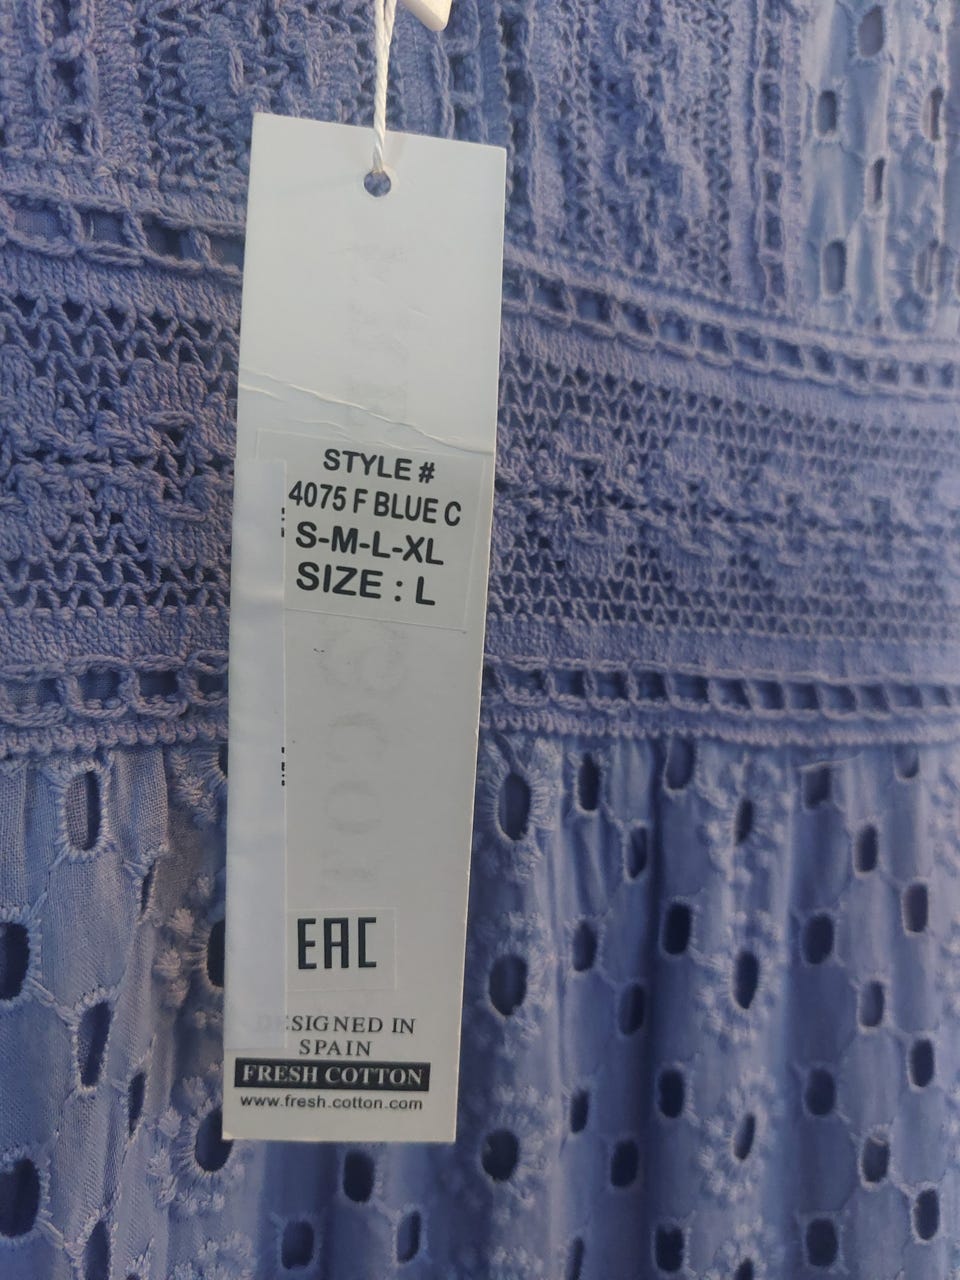 STYLE #
4075 F BLUE C
S-M-L-XL
SIZE : L
EAC
DESIGNED IN
SPAIN
FRESH COTTON
www.fresh.cotton.com